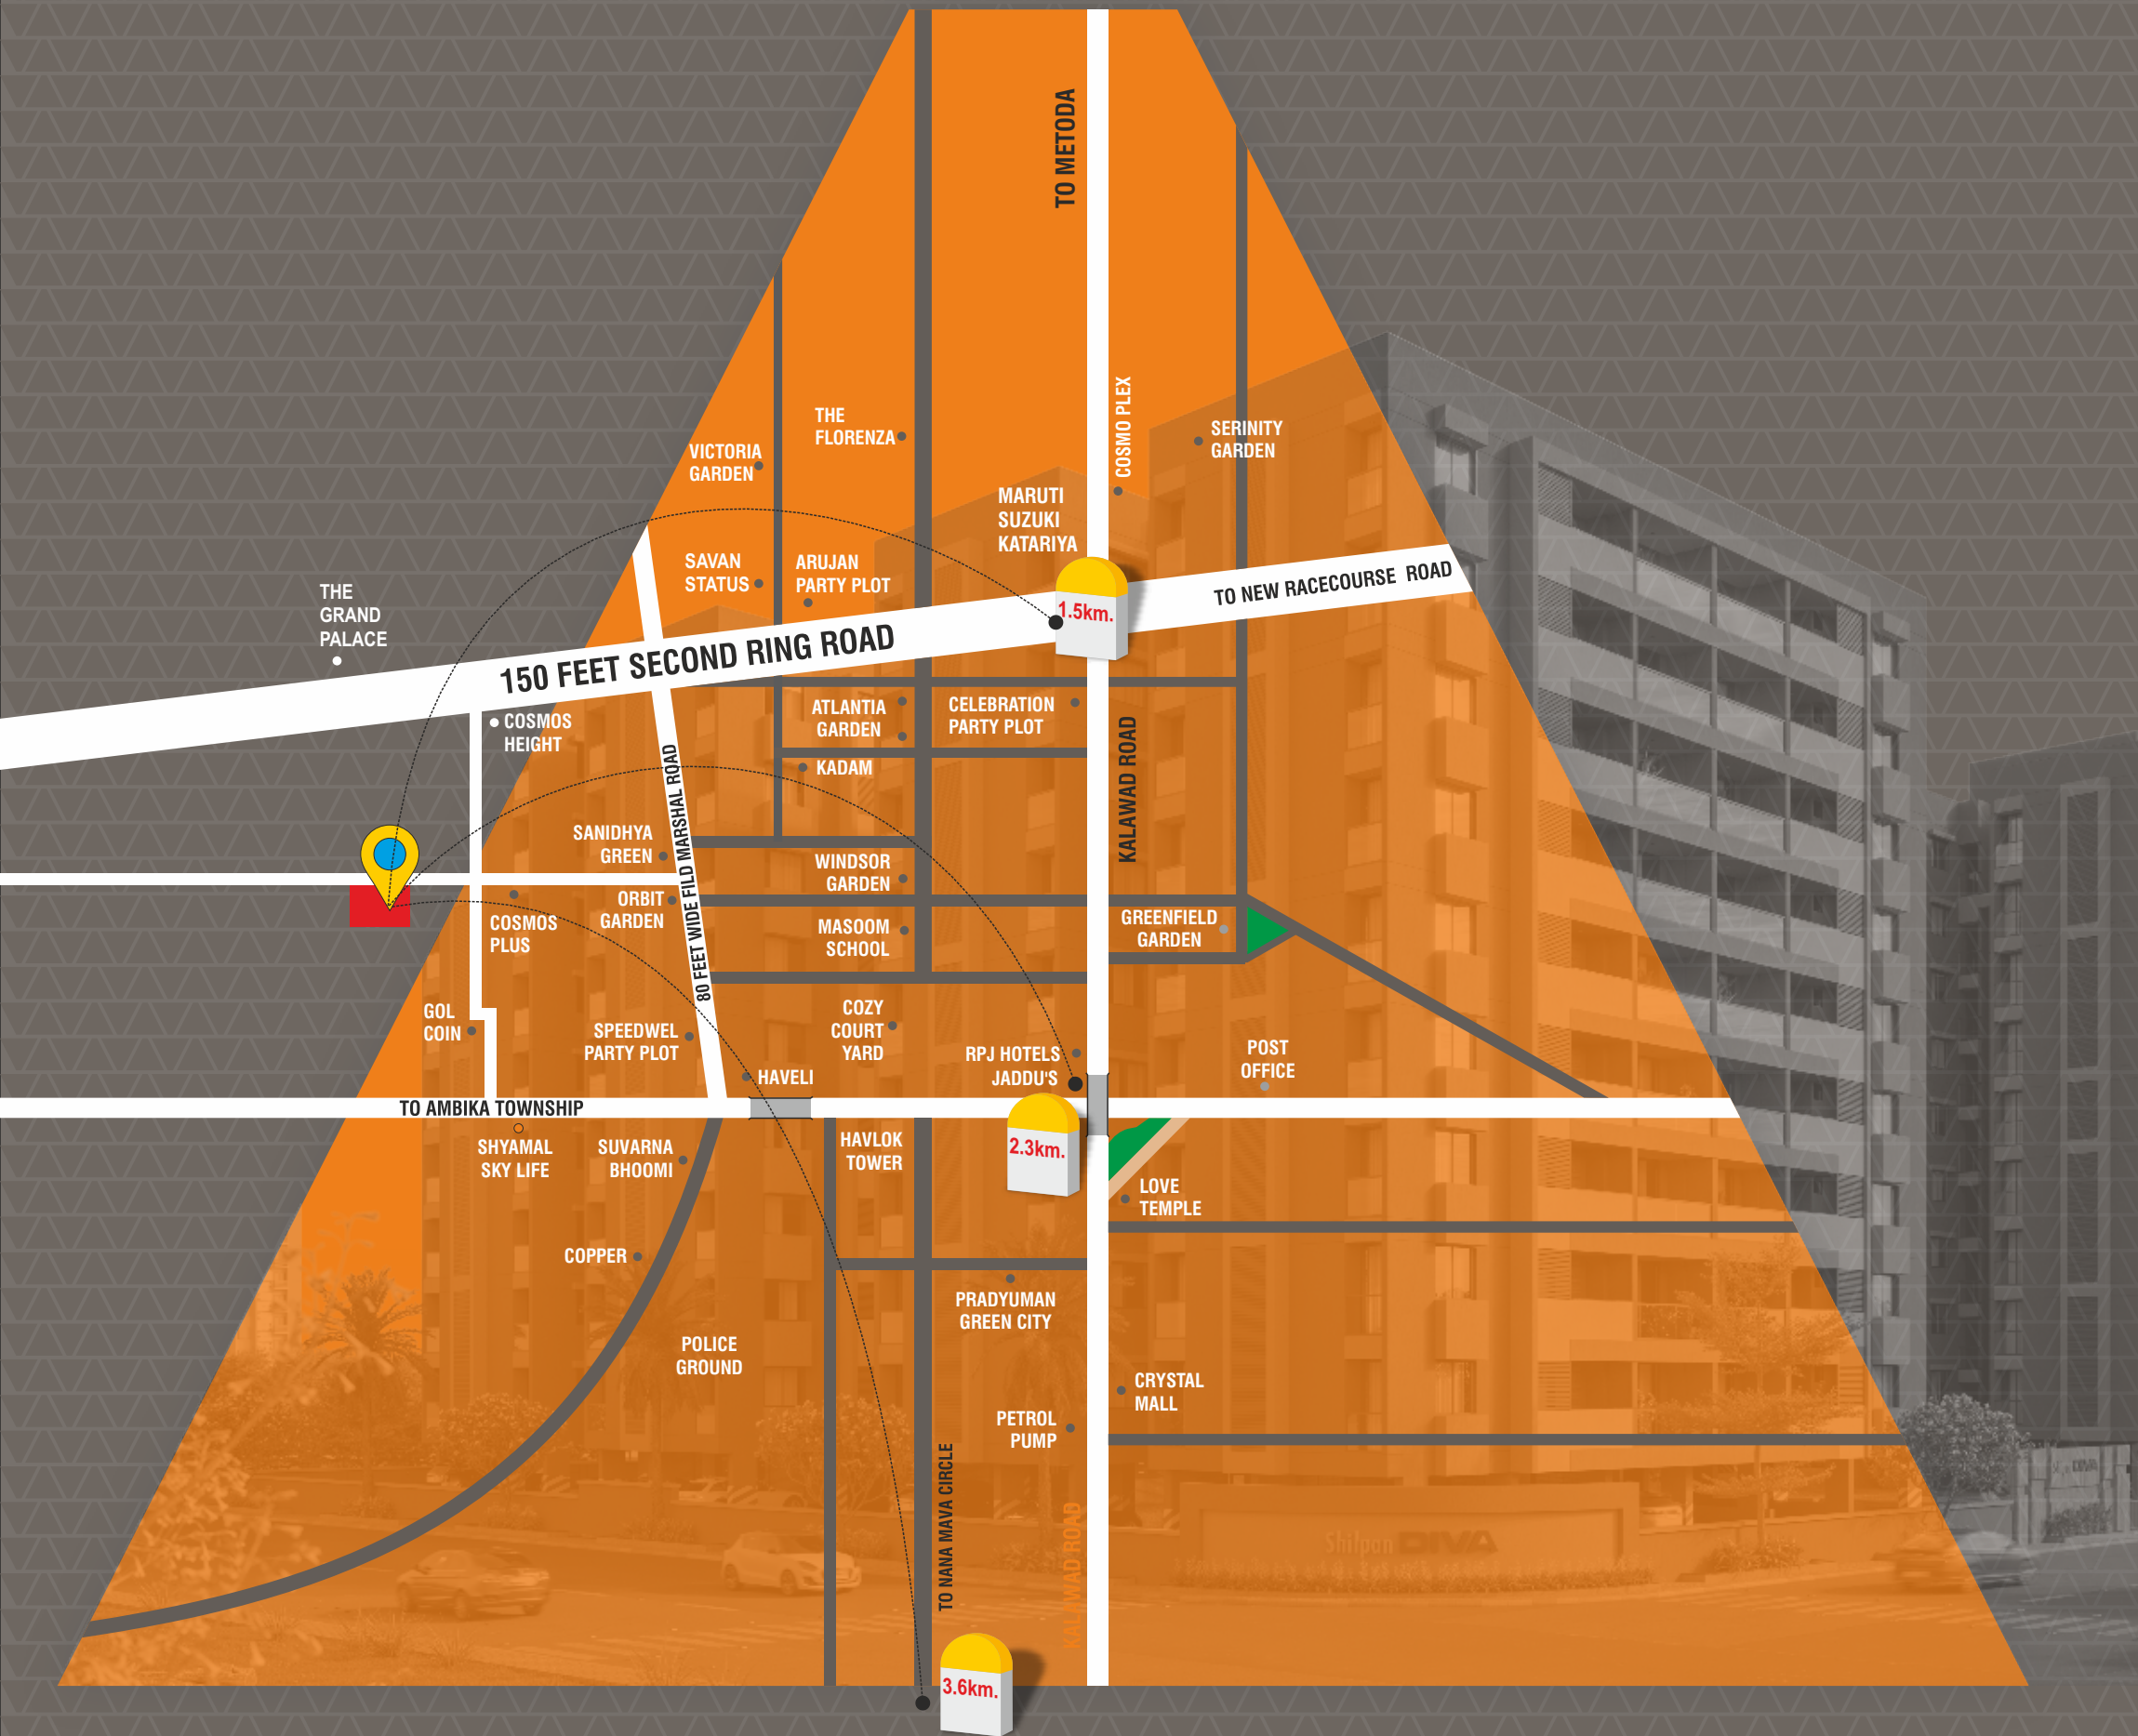 TO METODA
COSMO PLEX
THE
FLORENZA
SERINITY
GARDEN
VICTORIA
GARDEN
MARUTI
SUZUKI
KATARIYA
SAVAN
STATUS
ARUJAN
PARTY PLOT
TO NEW RACECOURSE ROAD
1.5km.
THE
GRAND
PALACE
150 FEET SECOND RING ROAD
COSMOS
HEIGHT
ATLANTIA
GARDEN
CELEBRATION
PARTY PLOT
KALAWAD ROAD
KADAM
80 FEET WIDE FILD MARSHAL ROAD
SANIDHYA
GREEN
WINDSOR
GARDEN
ORBIT
GARDEN
COSMOS
PLUS
MASOOM
SCHOOL
GREENFIELD
GARDEN
GOL
COIN
SPEEDWEL
PARTY PLOT
COZY
COURT
YARD
RPJ HOTELS
JADDU'S
POST
OFFICE
HAVELI
TO AMBIKA TOWNSHIP
SHYAMAL
SKY LIFE
SUVARNA
BHOOMI
HAVLOK
TOWER
2.3km.
LOVE
TEMPLE
COPPER
PRADYUMAN
GREEN CITY
POLICE
GROUND
CRYSTAL
MALL
PETROL
PUMP
TO NANA MAVA CIRCLE
KALAWAD ROAD
Shilpan DIVA
3.6km.